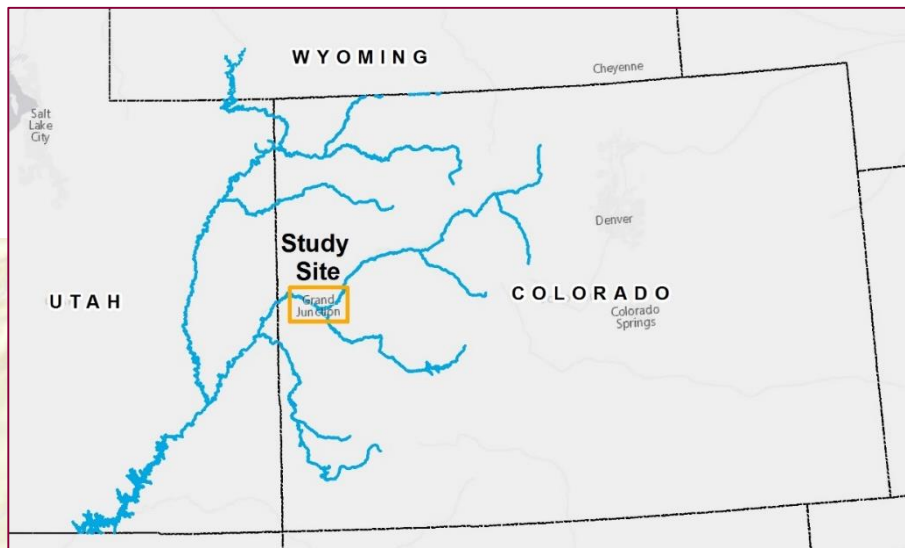 WYOMING
Cheyenne
Salt
Lake
City
Denver
Study
Site
UTAH
Grand
Junction
COLORADO
Colorado
Springs